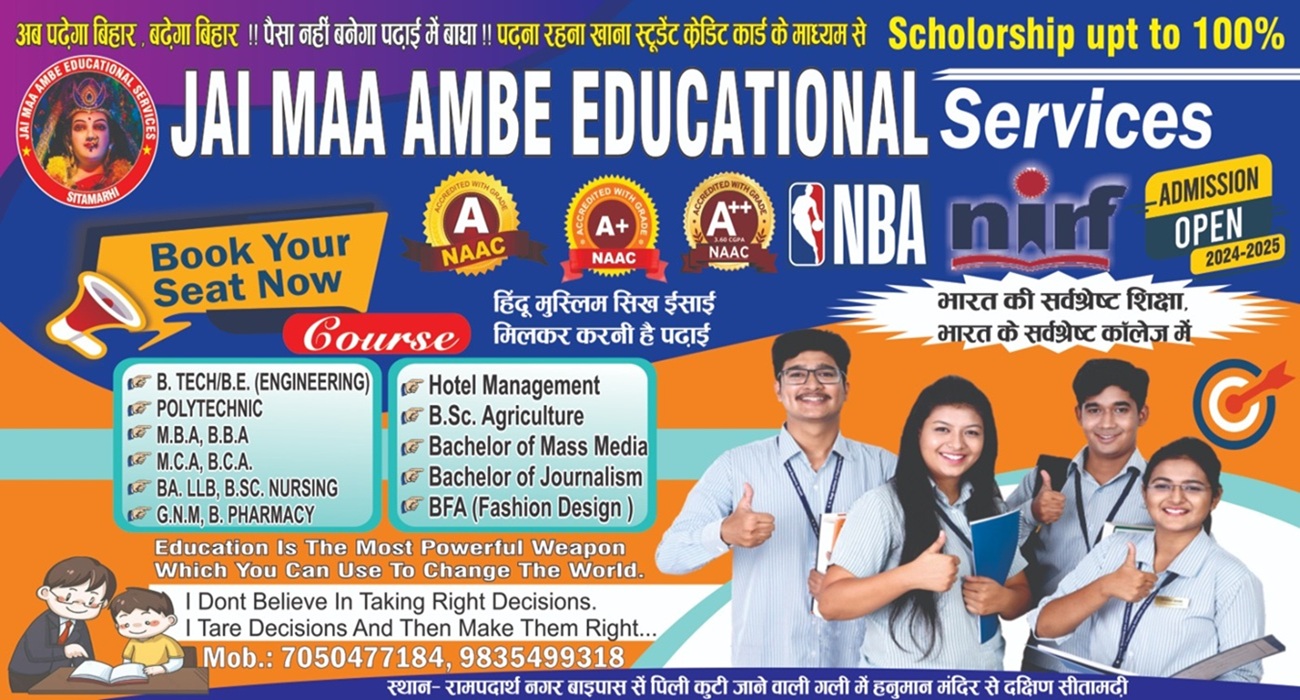 अब पढ़ेगा बिहार , बढ़ेगा बिहार !! पैसा नहीं बनेगा पढ़ाई में बाधा !! पढ़ना रहना खाना स्टूडेंट क्रेडिट कार्ड के माध्यम से Scholorship upt to 100%
JAI MAA AMBE EDUCATIONAL SERVICES
SITAMARHI
JAI MAA AMBE EDUCATIONAL Services
ACCREDITED WITH GRADE
A
NAAC
ACCREDITED WITH GRADE
A+
NAAC
ACCREDITED WITH GRADE
A++
3.60 CGPA
NAAC
NBA
nirf
ADMISSION
OPEN
2024-2025
Book Your
Seat Now
हिंदू मुस्लिम सिख ईसाई
मिलकर करनी है पढ़ाई
भारत की सर्वश्रेष्ट शिक्षा,
भारत के सर्वश्रेष्ट कॉलेज में
Course
B. TECH/B.E. (ENGINEERING)
POLYTECHNIC
M.B.A, B.B.A
M.C.A, B.C.A.
BA. LLB, B.SC. NURSING
G.N.M, B. PHARMACY
Hotel Management
B.Sc. Agriculture
Bachelor of Mass Media
Bachelor of Journalism
BFA (Fashion Design )
Education Is The Most Powerful Weapon
Which You Can Use To Change The World.
I Dont Believe In Taking Right Decisions.
I Tare Decisions And Then Make Them Right...
Mob.: 7050477184, 9835499318
स्थान- रामपदार्थ नगर बाइपास सें पिली कुटी जाने वाली गली में हनुमान मंदिर से दक्षिण सीतामढ़ी